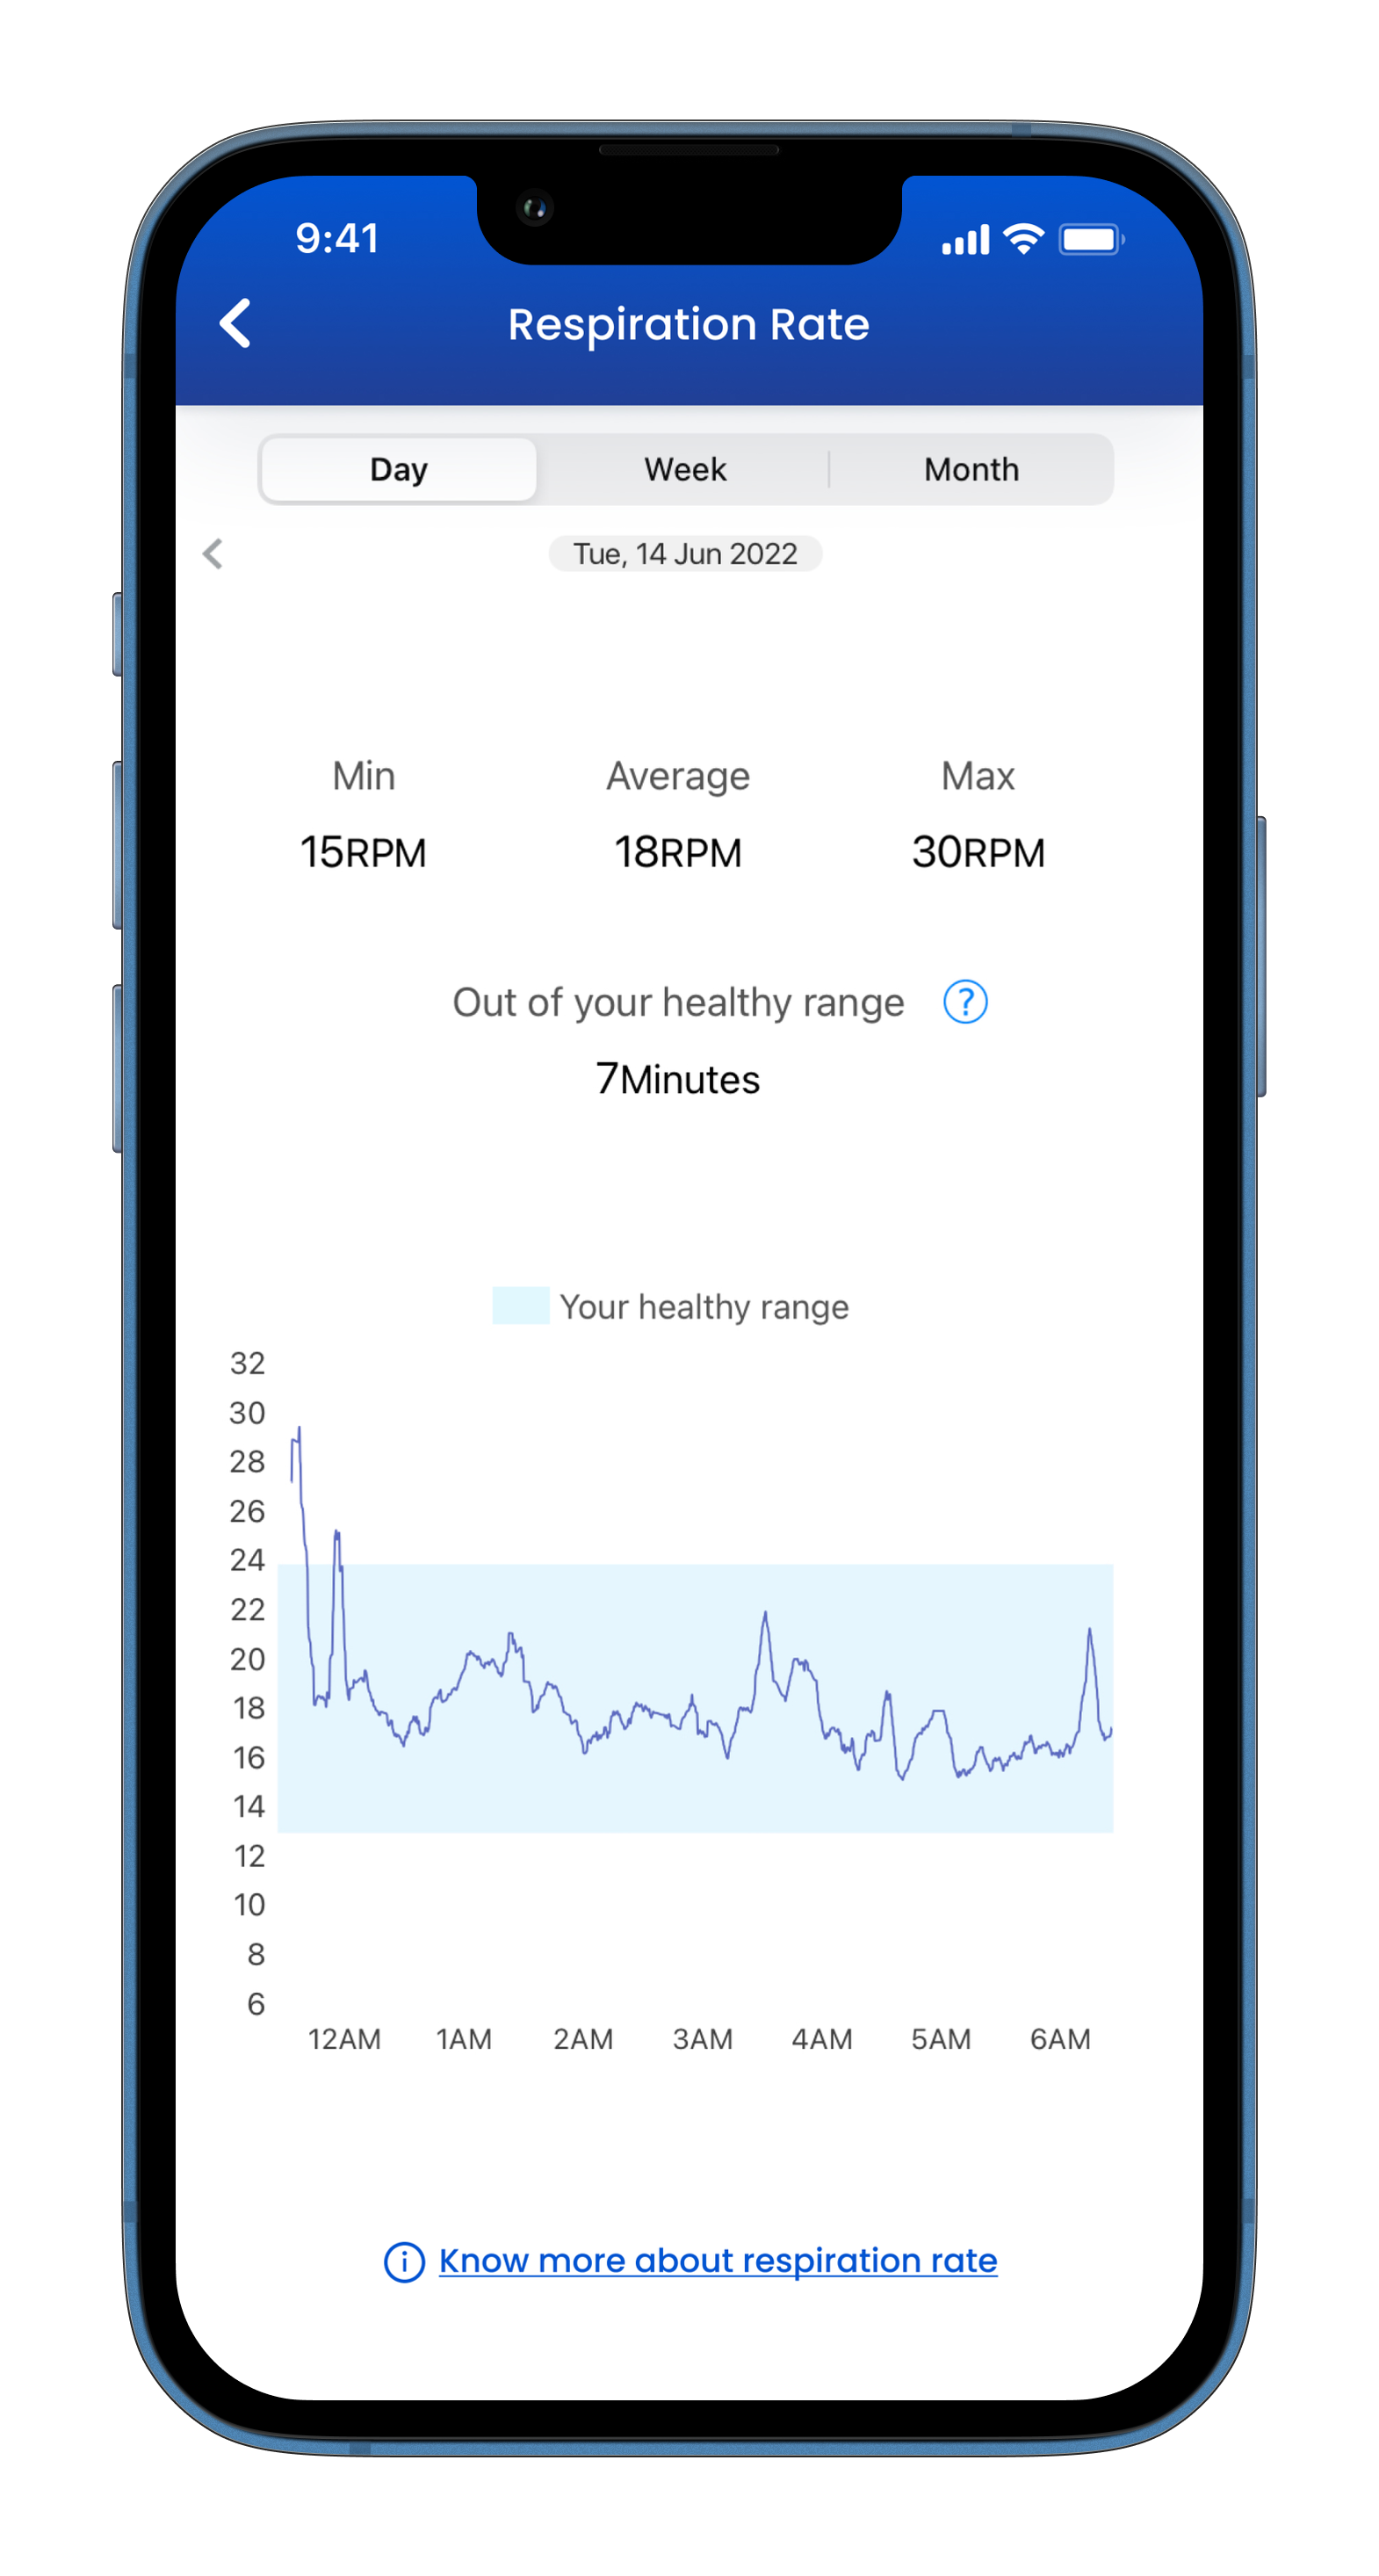 9:41
Respiration Rate
Day Week Month
Tue, 14 Jun 2022
Min Average Max
15RPM 18RPM 30RPM
Out of your healthy range ?
7Minutes
Your healthy range
32
30
28
26
24
22
20
18
16
14
12
10
8
6
12AM 1AM 2AM 3AM 4AM 5AM 6AM
Know more about respiration rate